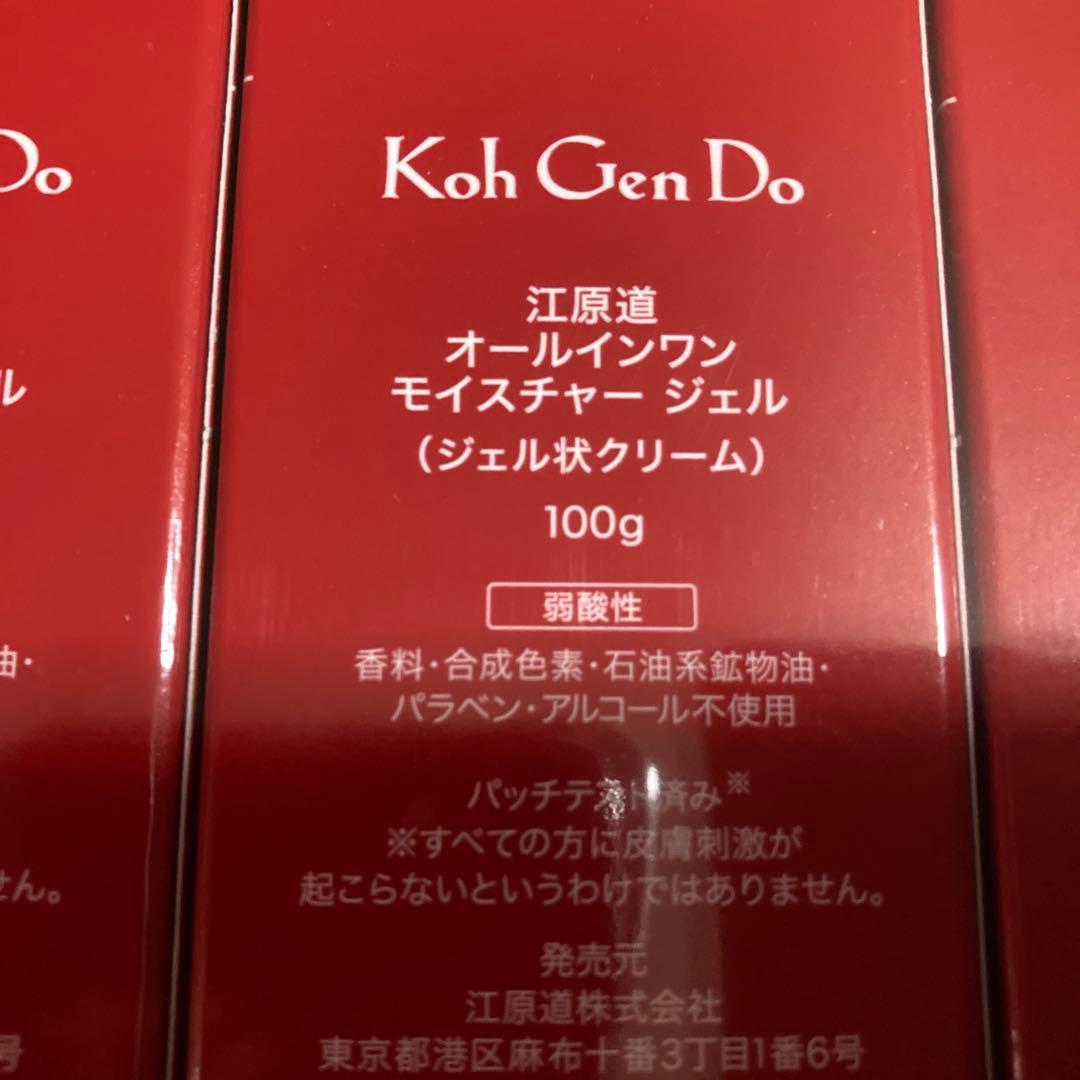 Koh Gen Do
江原道
オールインワン
モイスチャー ジェル
（ジェル状クリーム）
100g
弱酸性
香料・合成色素・石油系鉱物油・
パラベン・アルコール不使用
パッチテスト済み※
※すべての方に皮膚刺激が
起こらないというわけではありません。
発売元
江原道株式会社
東京都港区麻布十番3丁目1番6号
Do
ル
油・
せん。
号